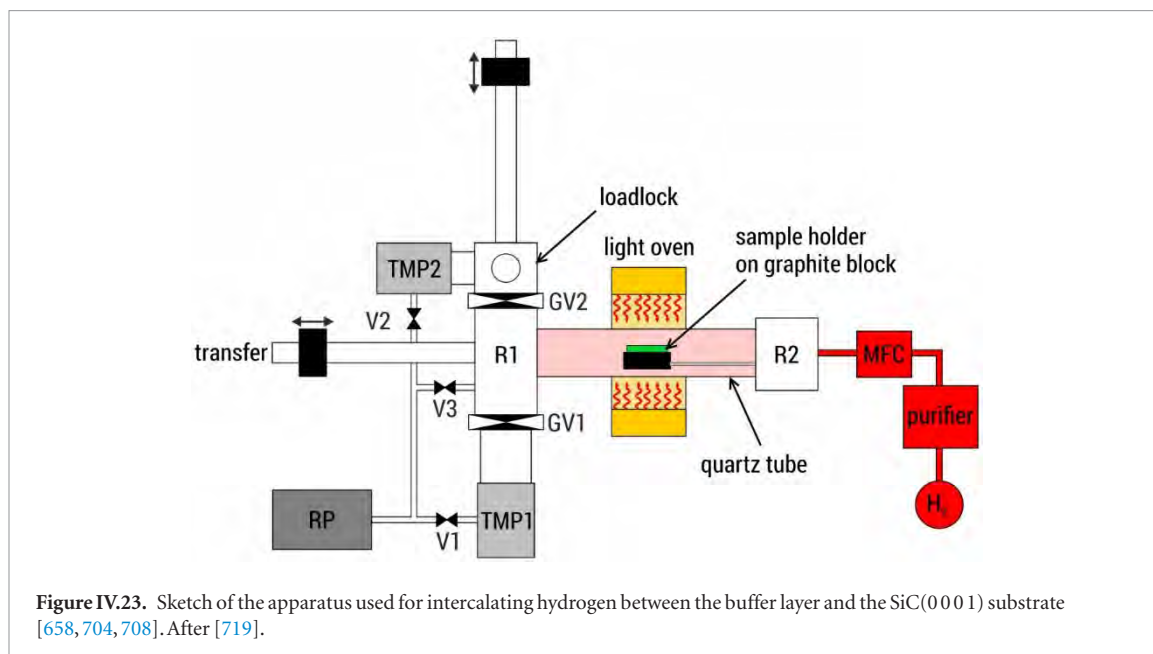 loadlock
light oven
sample holder
on graphite block
TMP2
GV2
V2
transfer
R1
R2
MFC
V3
GV1
purifier
quartz tube
RP
V1
TMP1
H₂
Figure IV.23. Sketch of the apparatus used for intercalating hydrogen between the buffer layer and the SiC(0 0 0 1) substrate
[658, 704, 708]. After [719].